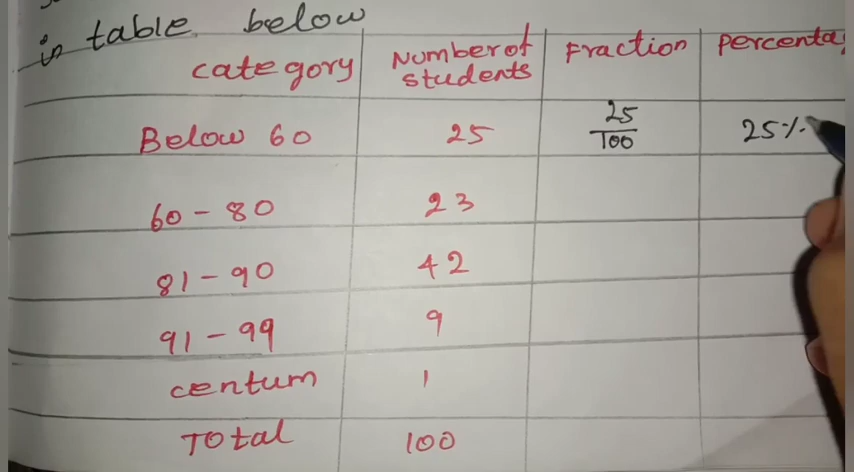 in table below
category Number of students Fraction percenta
Below 60 25 25/100 25%
60 - 80 23
81 - 90 42
91 - 99 9
centum 1
Total 100